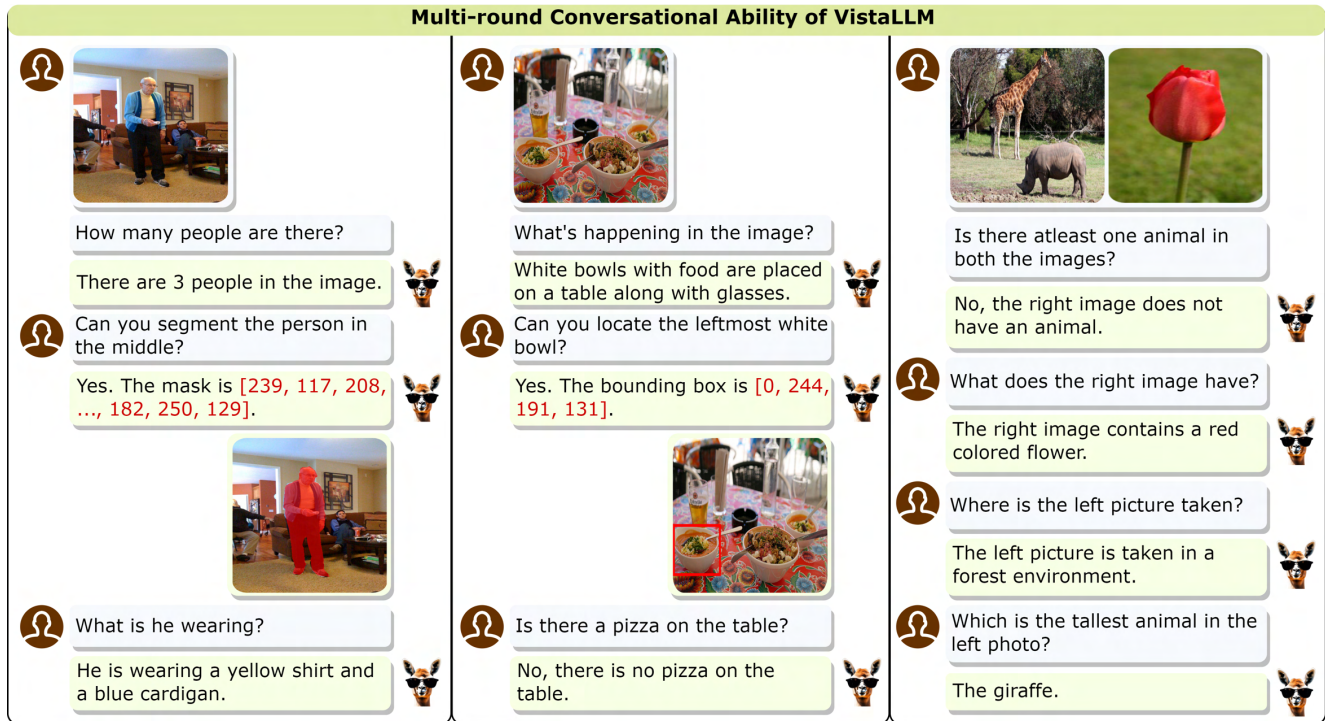 Multi-round Conversational Ability of VistaLLM
How many people are there?
There are 3 people in the image.
Can you segment the person in
the middle?
Yes. The mask is [239, 117, 208,
..., 182, 250, 129].
What is he wearing?
He is wearing a yellow shirt and
a blue cardigan.
What's happening in the image?
White bowls with food are placed
on a table along with glasses.
Can you locate the leftmost white
bowl?
Yes. The bounding box is [0, 244,
191, 131].
Is there a pizza on the table?
No, there is no pizza on the
table.
Is there atleast one animal in
both the images?
No, the right image does not
have an animal.
What does the right image have?
The right image contains a red
colored flower.
Where is the left picture taken?
The left picture is taken in a
forest environment.
Which is the tallest animal in the
left photo?
The giraffe.